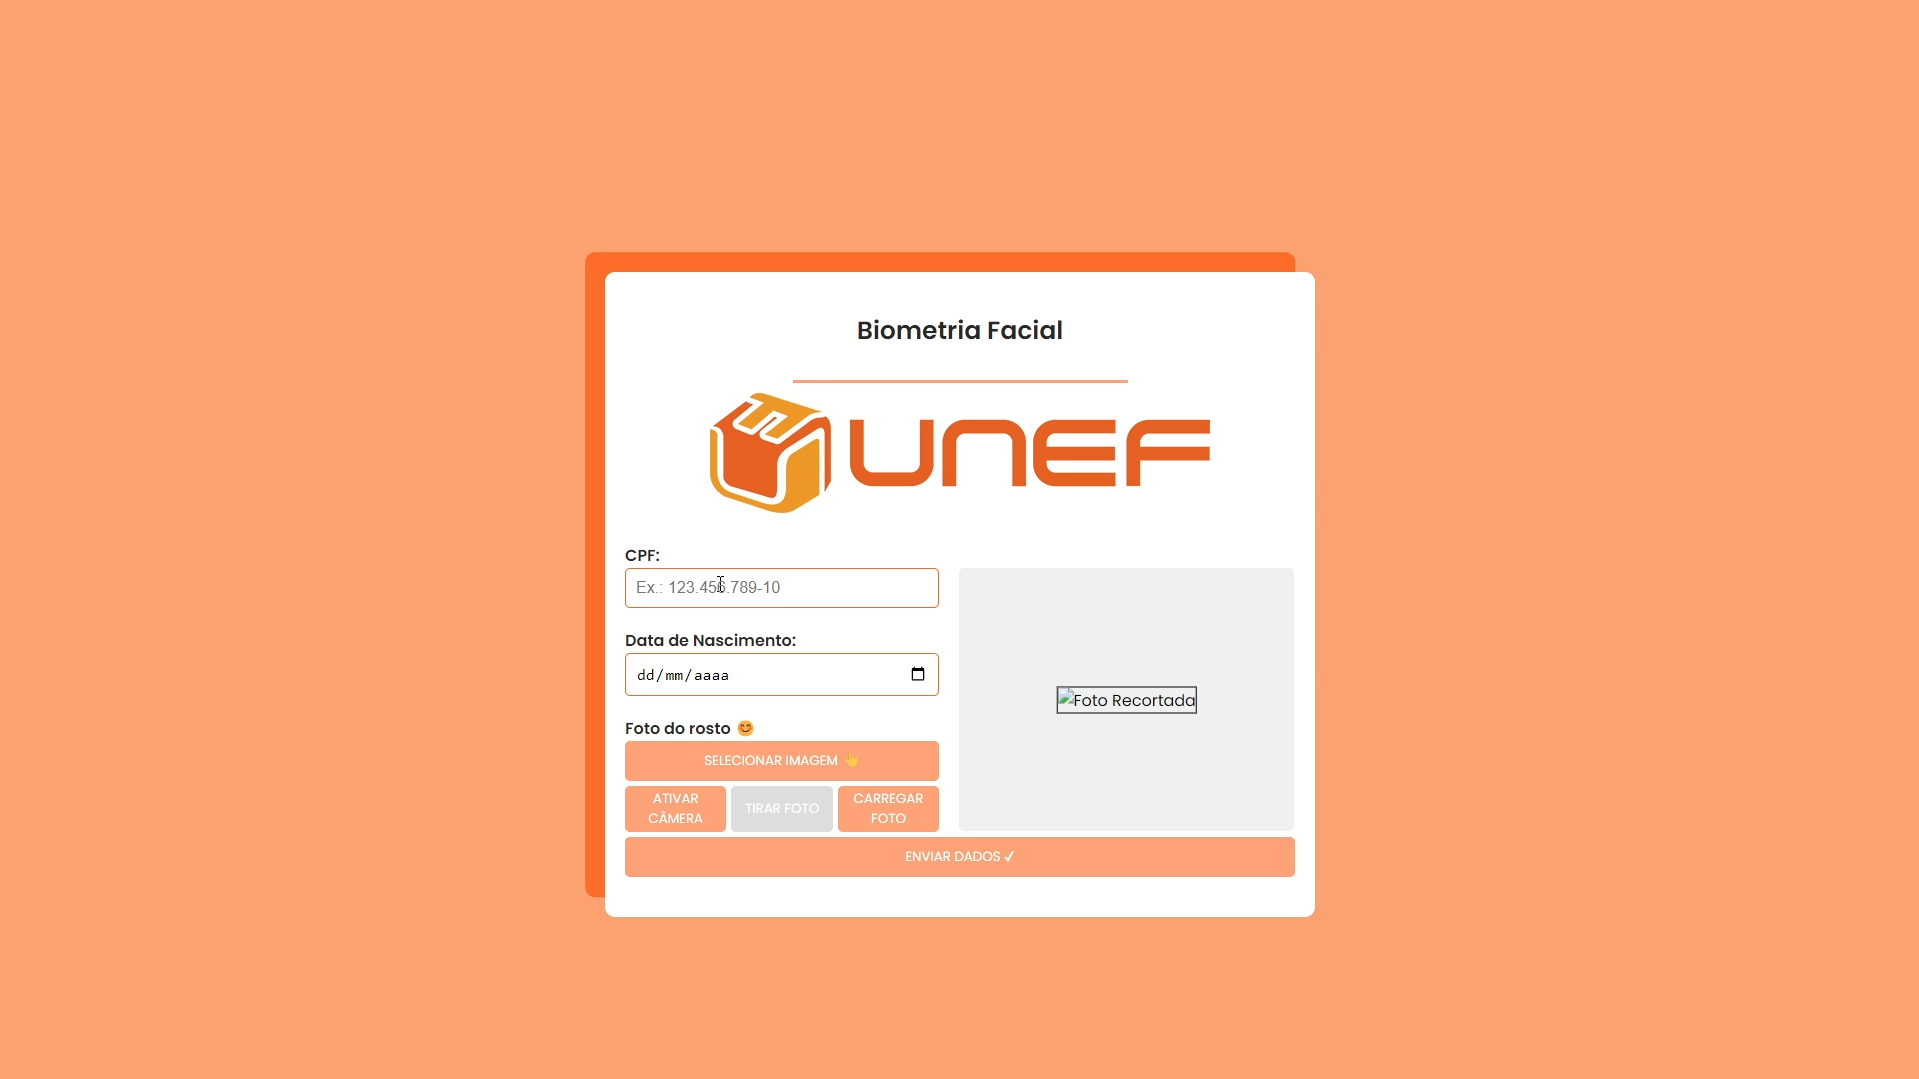 Biometria Facial
UNEF
CPF:
Ex.: 123.456.789-10
Data de Nascimento:
dd/mm/aaaa
Foto do rosto 😊
SELECIONAR IMAGEM 👆
ATIVAR
CÂMERA
TIRAR FOTO
CARREGAR
FOTO
Foto Recortada
ENVIAR DADOS ✓